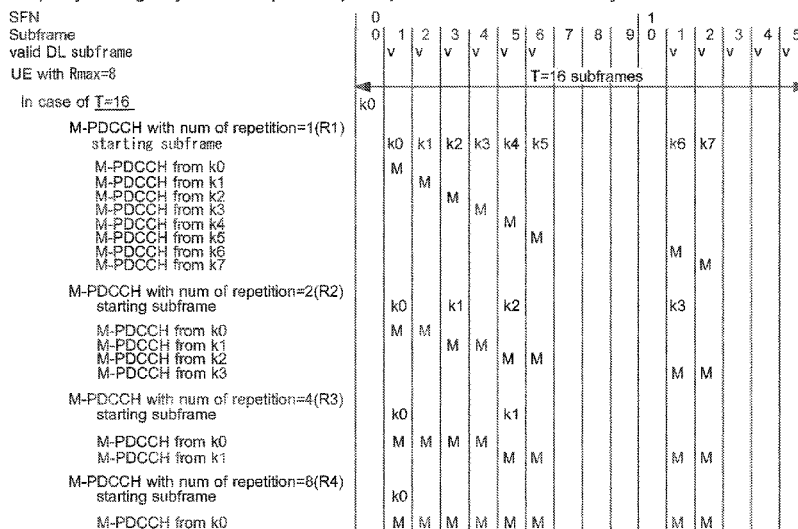 SFN 0 1
Subframe 0 1 2 3 4 5 6 7 8 9 0 1 2 3 4 5
valid DL subframe v v v v v v v v v v
UE with Rmax=8 T=16 subframes
In case of T=16 k0
M-PDCCH with num of repetition=1(R1)
starting subframe k0 k1 k2 k3 k4 k5 k6 k7
M-PDCCH from k0 M
M-PDCCH from k1 M
M-PDCCH from k2 M
M-PDCCH from k3 M
M-PDCCH from k4 M
M-PDCCH from k5 M
M-PDCCH from k6 M
M-PDCCH from k7 M
M-PDCCH with num of repetition=2(R2)
starting subframe k0 k1 k2 k3
M-PDCCH from k0 M M
M-PDCCH from k1 M M
M-PDCCH from k2 M M
M-PDCCH from k3 M M
M-PDCCH with num of repetition=4(R3)
starting subframe k0 k1
M-PDCCH from k0 M M M M
M-PDCCH from k1 M M M M
M-PDCCH with num of repetition=8(R4)
starting subframe k0
M-PDCCH from k0 M M M M M M M M